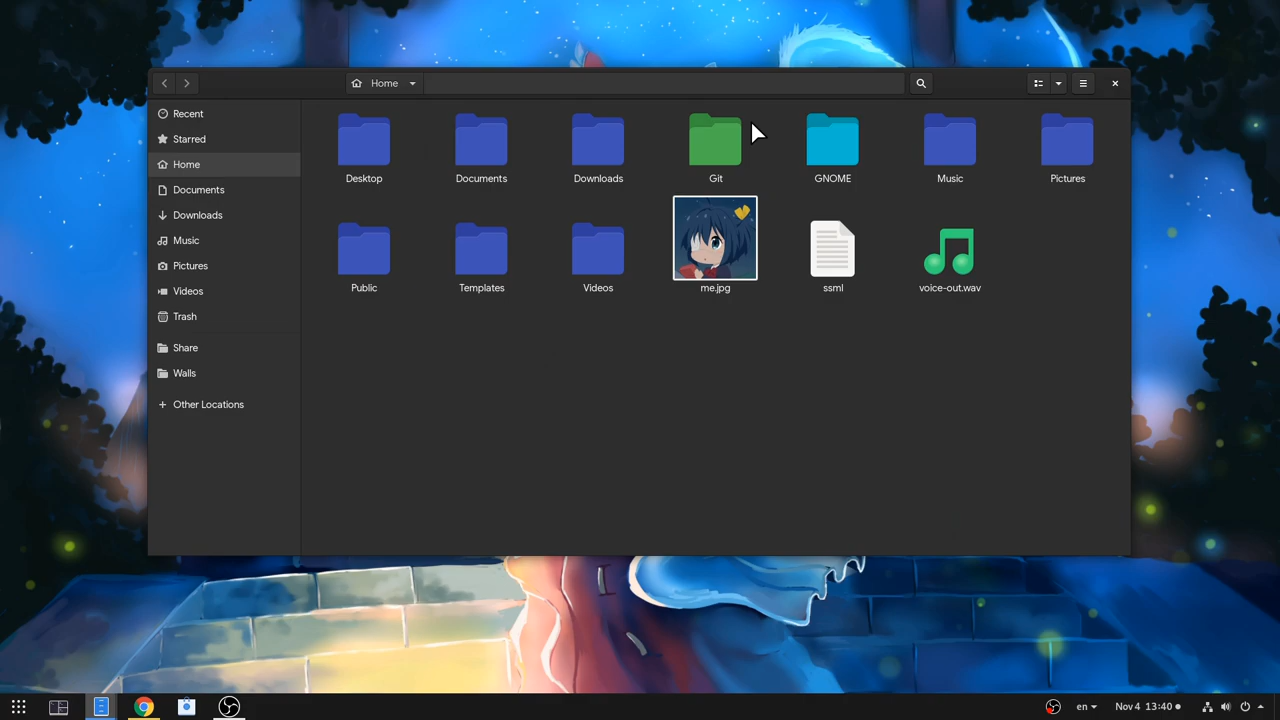 Home
Recent
Starred
Home
Documents
Downloads
Music
Pictures
Videos
Trash
Share
Walls
Other Locations
Desktop
Documents
Downloads
Git
GNOME
Music
Pictures
Public
Templates
Videos
me.jpg
ssml
voice-out.wav
en
Nov 4 13:40